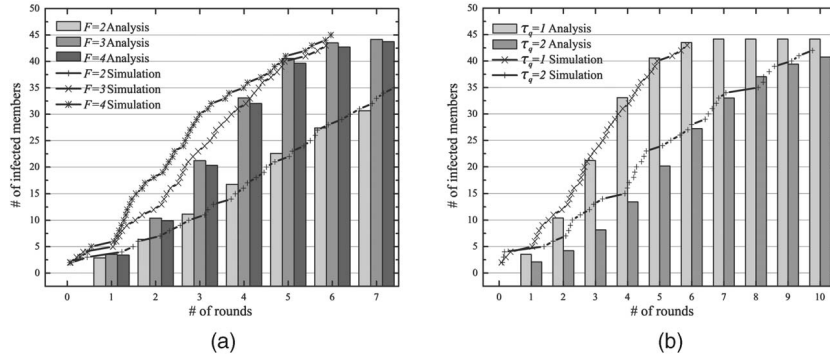 50
45
40
35
30
25
20
15
10
5
0
# of infected members
F=2 Analysis
F=3 Analysis
F=4 Analysis
F=2 Simulation
F=3 Simulation
F=4 Simulation
0 1 2 3 4 5 6 7
# of rounds
(a)
50
45
40
35
30
25
20
15
10
5
0
# of infected members
τq=1 Analysis
τq=2 Analysis
τq=1 Simulation
τq=2 Simulation
0 1 2 3 4 5 6 7 8 9 10
# of rounds
(b)